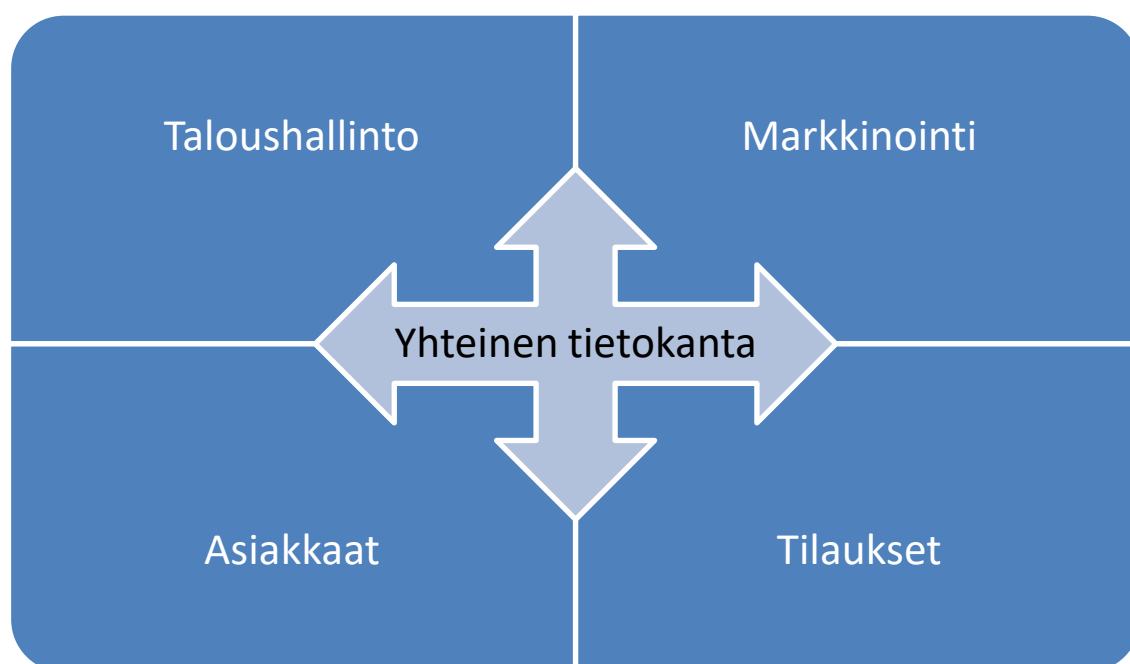 Taloushallinto
Markkinointi
Yhteinen tietokanta
Asiakkaat
Tilaukset